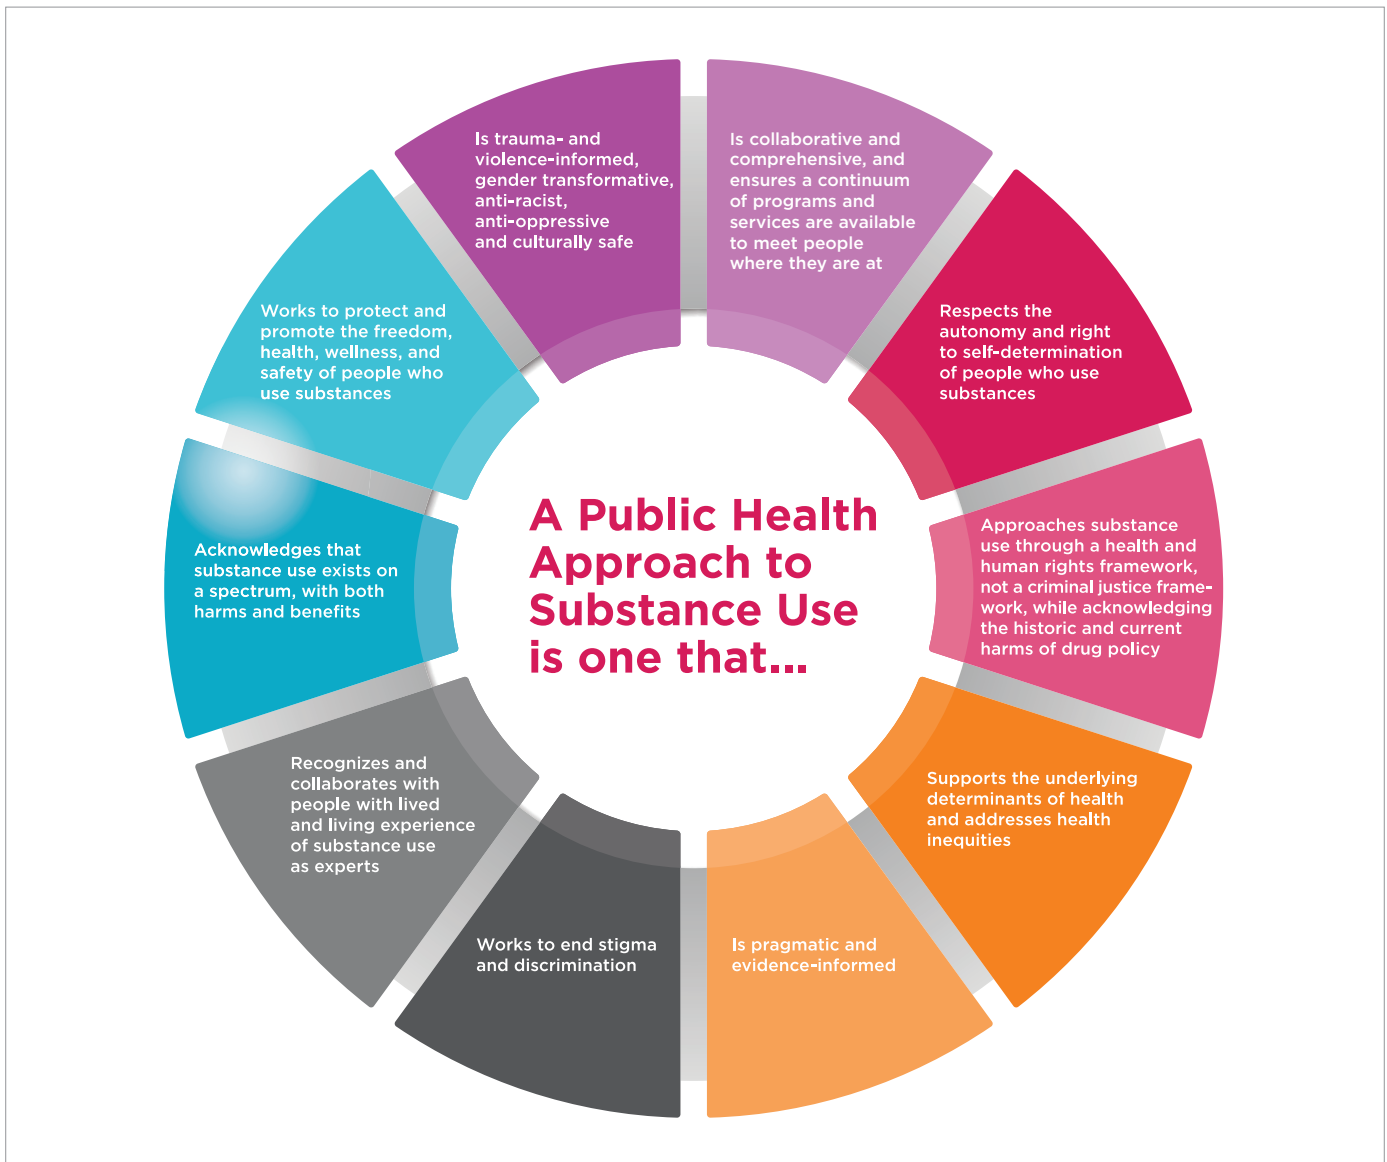 A Public Health
Approach to
Substance Use
is one that...
Is collaborative and
comprehensive, and
ensures a continuum
of programs and
services are available
to meet people
where they are at
Respects the
autonomy and right
to self-determination
of people who use
substances
Approaches substance
use through a health and
human rights framework,
not a criminal justice frame-
work, while acknowledging
the historic and current
harms of drug policy
Supports the underlying
determinants of health
and addresses health
inequities
Is pragmatic and
evidence-informed
Works to end stigma
and discrimination
Recognizes and
collaborates with
people with lived
and living experience
of substance use
as experts
Acknowledges that
substance use exists on
a spectrum, with both
harms and benefits
Works to protect and
promote the freedom,
health, wellness, and
safety of people who
use substances
Is trauma- and
violence-informed,
gender transformative,
anti-racist,
anti-oppressive
and culturally safe